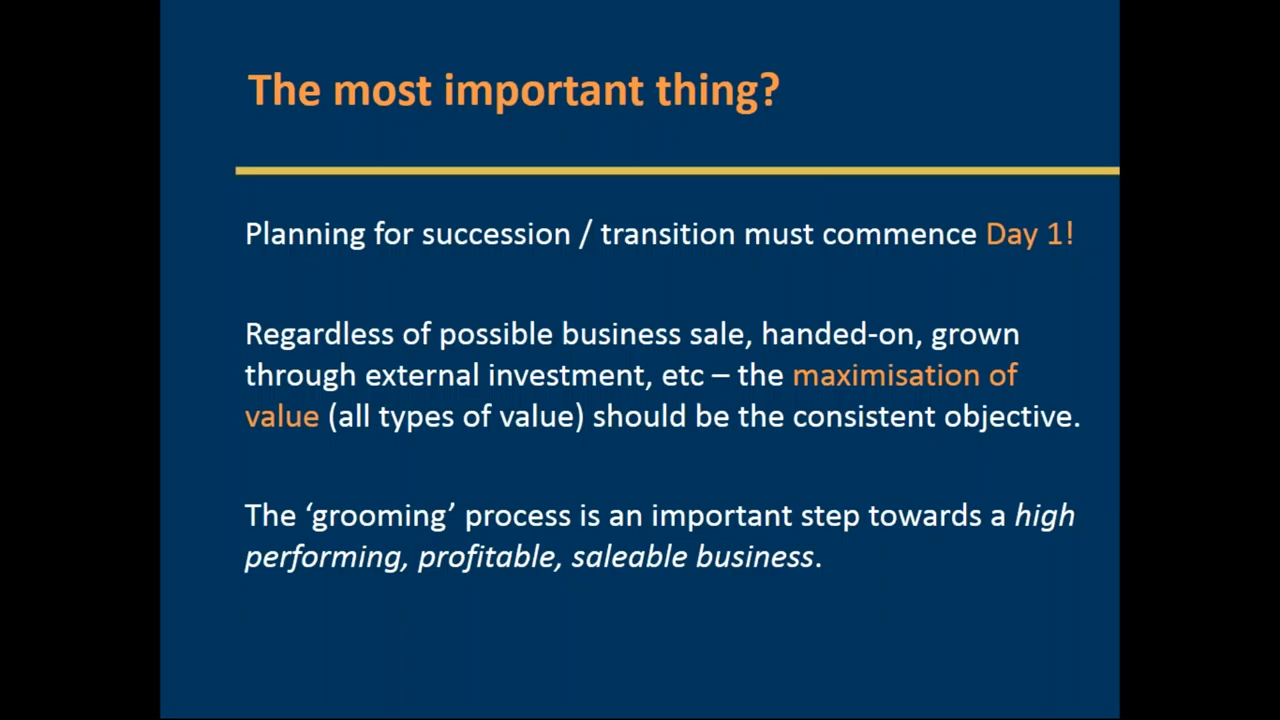 The most important thing?
Planning for succession / transition must commence Day 1!
Regardless of possible business sale, handed-on, grown
through external investment, etc – the maximisation of
value (all types of value) should be the consistent objective.
The ‘grooming’ process is an important step towards a high
performing, profitable, saleable business.